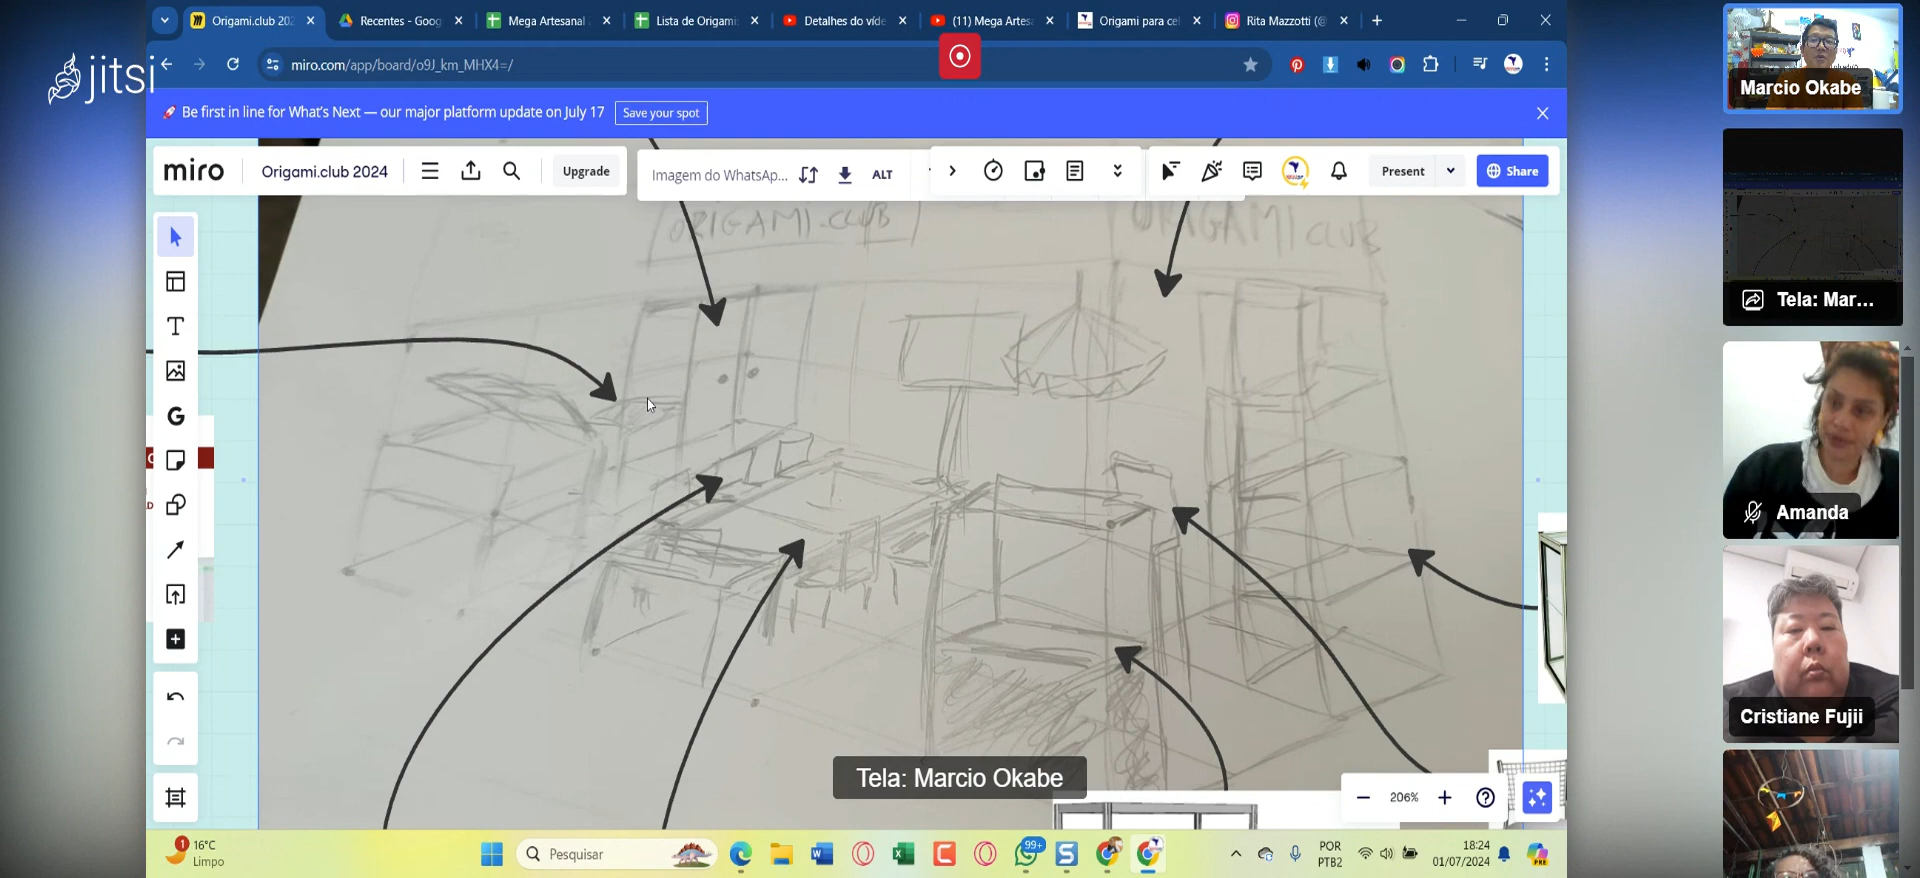 Origami.club 202
Recentes - Goog
Mega Artesanal
Lista de Origami
Detalhes do víde
(11) Mega Artes
Origami para cel
Rita Mazzotti (@
jitsi
miro.com/app/board/o9J_km_MHX4=/
Be first in line for What's Next — our major platform update on July 17
Save your spot
miro
Origami.club 2024
Upgrade
Imagem do WhatsAp...
ALT
Present
Share
ORIGAMI.CLUB
ORIGAMI CLUB
Marcio Okabe
Tela: Mar...
Amanda
Cristiane Fujii
Tela: Marcio Okabe
206%
1
16°C
Limpo
Pesquisar
99+
POR
PTB2
18:24
01/07/2024
PRE